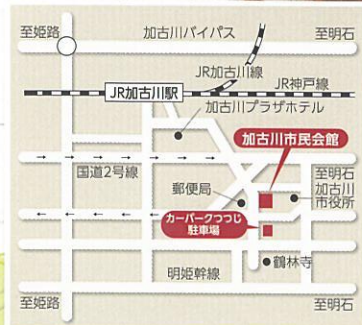 至姫路
加古川バイパス
至明石
JR加古川線
JR神戸線
JR加古川駅
加古川プラザホテル
加古川市民会館
国道2号線
至明石
郵便局
加古川
市役所
カーパークつつじ
駐車場
鶴林寺
明姫幹線
至姫路
至明石